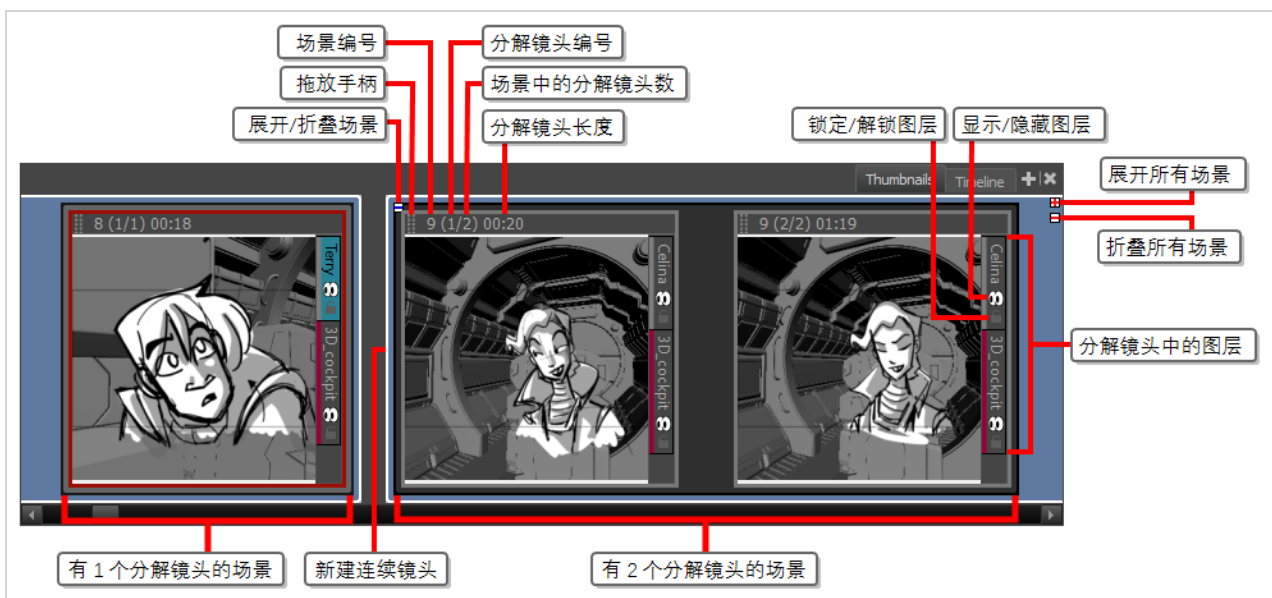 场景编号
分解镜头编号
拖放手柄
场景中的分解镜头数
展开/折叠场景
分解镜头长度
锁定/解锁图层
显示/隐藏图层
Thumbnails
Timeline
展开所有场景
8 (1/1) 00:18
9 (1/2) 00:20
9 (2/2) 01:19
折叠所有场景
Terry
3D_cockpit
Celina
3D_cockpit
Celina
3D_cockpit
分解镜头中的图层
有 1 个分解镜头的场景
新建连续镜头
有 2 个分解镜头的场景